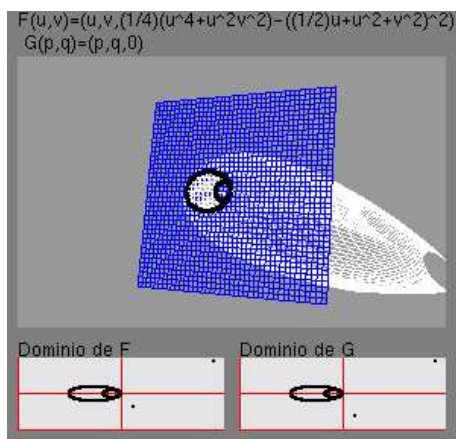 F(u,v)=(u,v,(1/4)(u^4+u^2v^2)-((1/2)u+u^2+v^2)^2)
G(p,q)=(p,q,0)
Dominio de F
Dominio de G